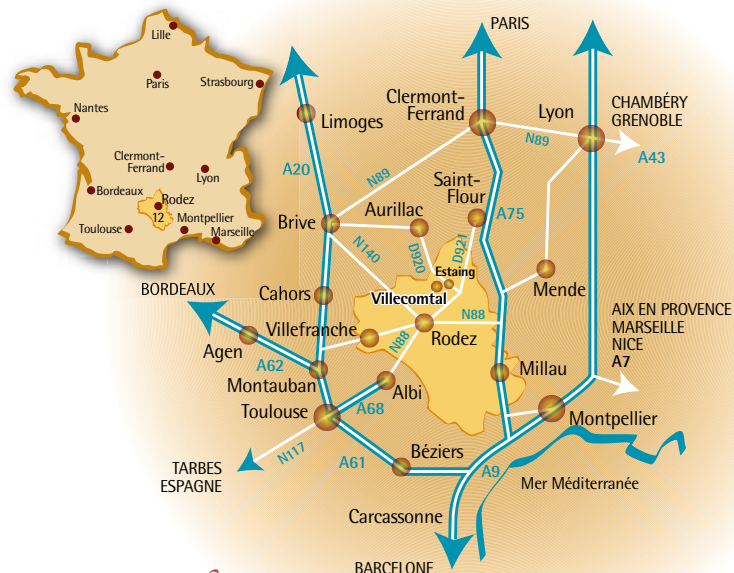 Lille
Paris
Strasbourg
Nantes
Clermont-
Ferrand
Lyon
Bordeaux
Rodez
12
Montpellier
Toulouse
Marseille
PARIS
Clermont-
Ferrand
Lyon
CHAMBÉRY
GRENOBLE
Limoges
N89
A43
A20
N89
Saint-
Flour
Aurillac
A75
Brive
N140
D920
D921
Estaing
Villecomtal
Mende
BORDEAUX
Cahors
Villefranche
N88
Rodez
N88
AIX EN PROVENCE
MARSEILLE
NICE
A7
Agen
A62
Montauban
Millau
Albi
A68
Toulouse
Montpellier
N117
TARBES
ESPAGNE
A61
Béziers
A9
Mer Méditerranée
Carcassonne
BARCELONE